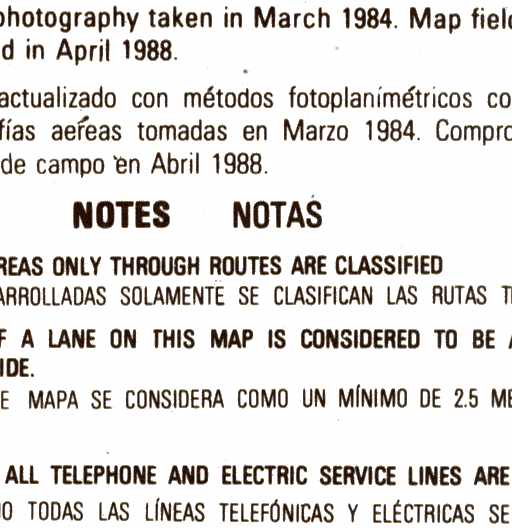 photography taken in March 1984. Map field
d in April 1988.
actualizado con métodos fotoplanimétricos co
fías aeŕeas tomadas en Marzo 1984. Compro
de campo en Abril 1988.
NOTES NOTAS
REAS ONLY THROUGH ROUTES ARE CLASSIFIED
ARROLLADAS SOLAMENTE SE CLASIFICAN LAS RUTAS T
F A LANE ON THIS MAP IS CONSIDERED TO BE A
IDE.
E MAPA SE CONSIDERA COMO UN MÍNIMO DE 2.5 ME
ALL TELEPHONE AND ELECTRIC SERVICE LINES ARE
O TODAS LAS LÍNEAS TELEFÓNICAS Y ELÉCTRICAS SE